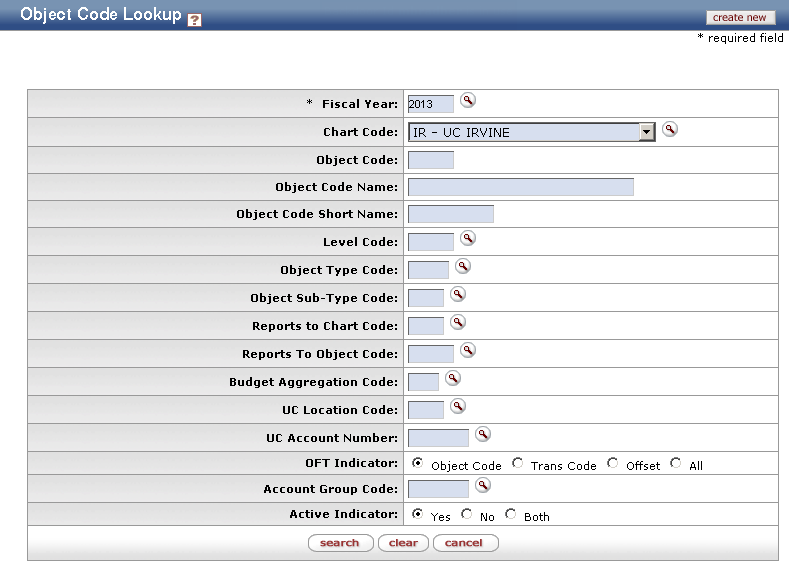 Object Code Lookup ?
create new
* required field
* Fiscal Year: 2013
Chart Code: IR - UC IRVINE
Object Code:
Object Code Name:
Object Code Short Name:
Level Code:
Object Type Code:
Object Sub-Type Code:
Reports to Chart Code:
Reports To Object Code:
Budget Aggregation Code:
UC Location Code:
UC Account Number:
OFT Indicator: Object Code Trans Code Offset All
Account Group Code:
Active Indicator: Yes No Both
search clear cancel